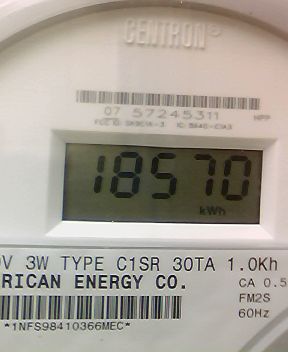 CENTRON®
07 57245311
NPP
18570
kWh
V 3W TYPE C1SR 30TA 1.0Kh
RICAN ENERGY CO.
CA 0.5
FM2S
60Hz
*1NFS98410366MEC*